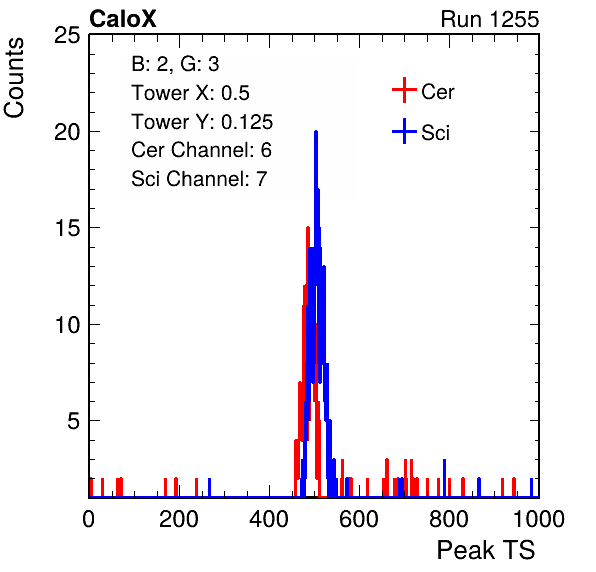 CaloX Run 1255
Counts
25
20
15
10
5
B: 2, G: 3
Tower X: 0.5
Tower Y: 0.125
Cer Channel: 6
Sci Channel: 7
Cer
Sci
0 200 400 600 800 1000
Peak TS